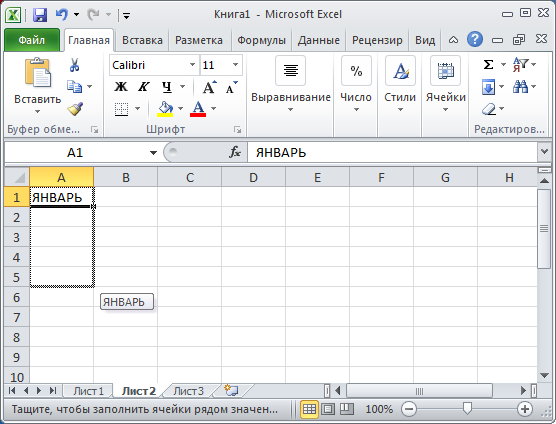 Книга1 - Microsoft Excel
Файл Главная Вставка Разметка Формулы Данные Рецензир Вид
Calibri 11
Вставить Ж К Ч А А Выравнивание Число Стили Ячейки
Буфер обме... Шрифт Редактиров...
A1 fx ЯНВАРЬ
A B C D E F G H
1 ЯНВАРЬ
2
3
4
5
6 ЯНВАРЬ
7
8
9
10
Лист1 Лист2 Лист3
Тащите, чтобы заполнить ячейки рядом значен... 100%